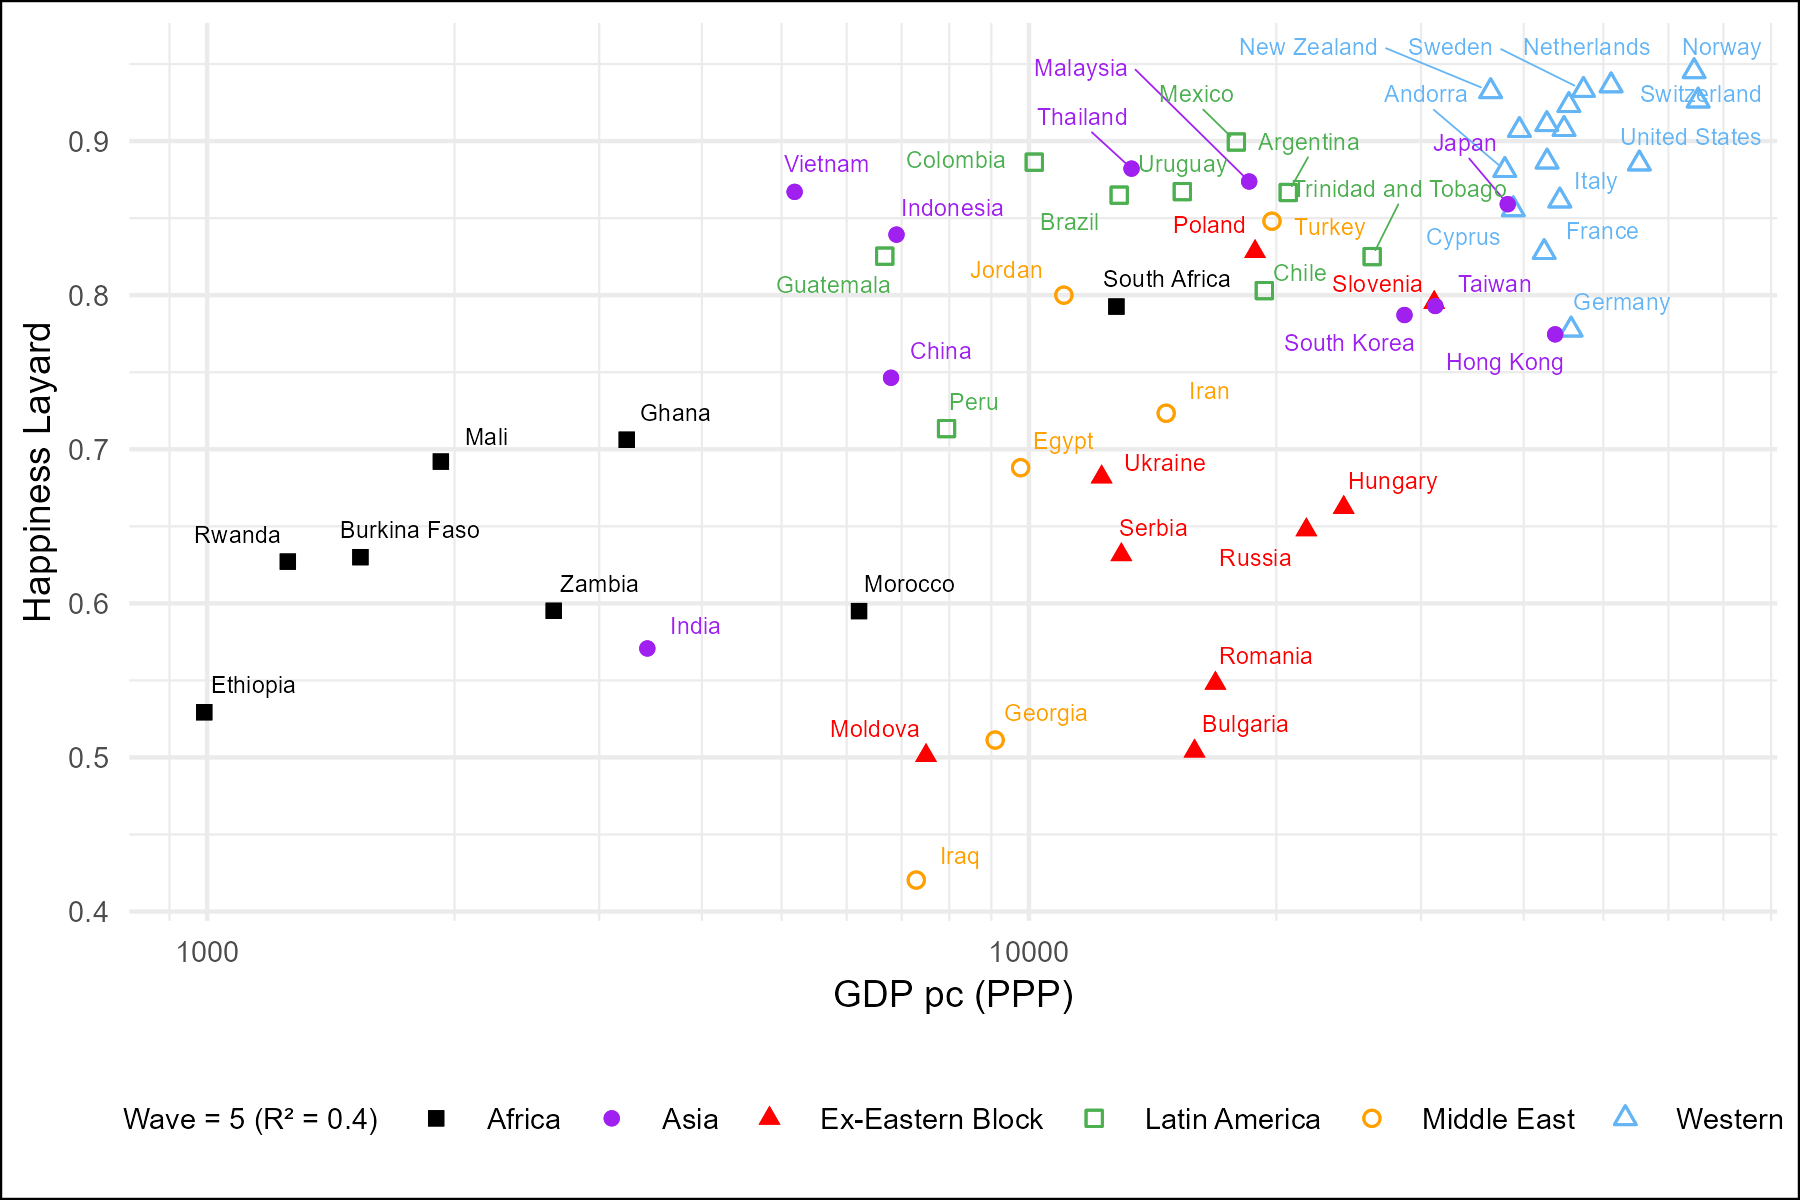 New Zealand
Sweden
Netherlands
Norway
Malaysia
Mexico
Andorra
Switzerland
Thailand
0.9
Argentina
Japan
United States
Vietnam
Colombia
Uruguay
Italy
Trinidad and Tobago
Indonesia
Brazil
Poland
Turkey
Cyprus
France
Jordan
Guatemala
South Africa
Chile
Slovenia
Taiwan
0.8
Germany
China
South Korea
Hong Kong
Iran
Peru
Ghana
Mali
Egypt
0.7
Ukraine
Hungary
Happiness Layard
Rwanda
Burkina Faso
Serbia
Russia
Zambia
Morocco
0.6
India
Romania
Ethiopia
Georgia
Moldova
Bulgaria
0.5
Iraq
0.4
1000
10000
GDP pc (PPP)
Wave = 5 (R² = 0.4)
Africa
Asia
Ex-Eastern Block
Latin America
Middle East
Western